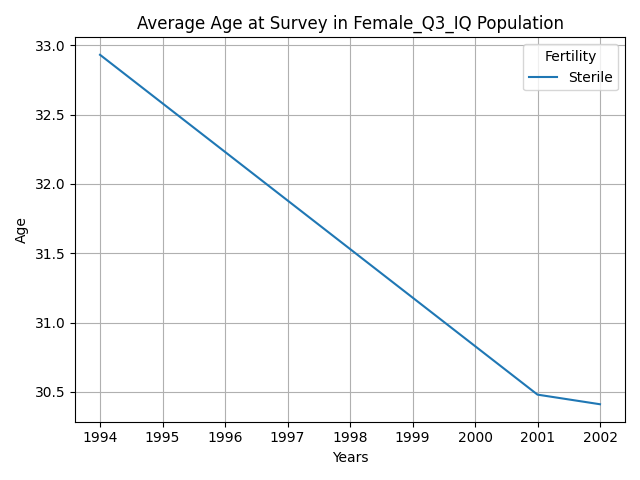 Average Age at Survey in Female_Q3_IQ Population
Fertility
Sterile
33.0
32.5
32.0
31.5
31.0
30.5
Age
1994 1995 1996 1997 1998 1999 2000 2001 2002
Years